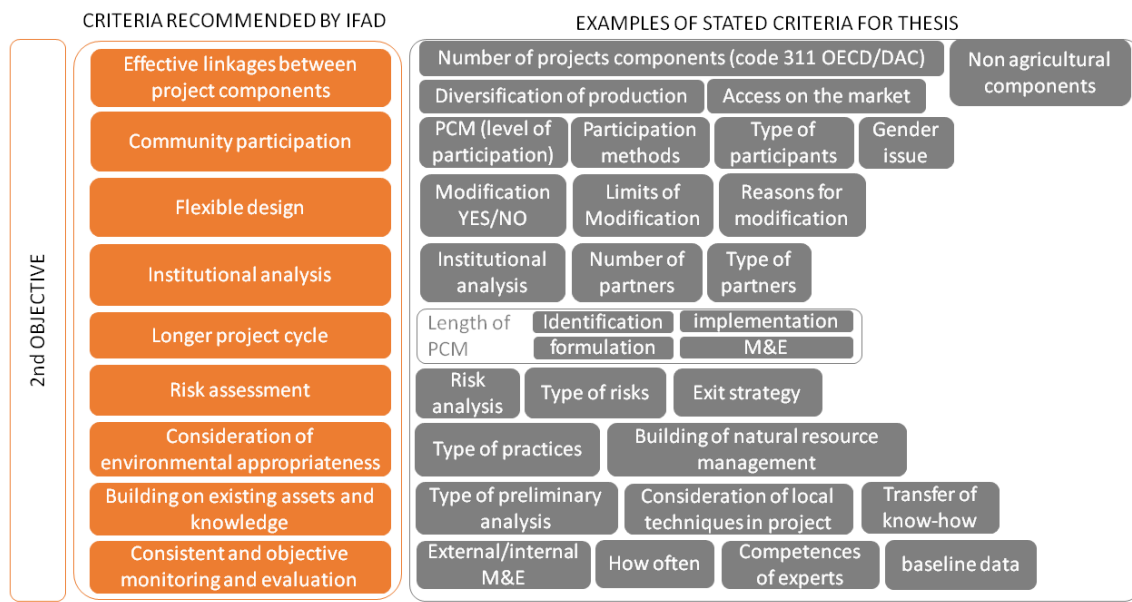 CRITERIA RECOMMENDED BY IFAD
EXAMPLES OF STATED CRITERIA FOR THESIS
2nd OBJECTIVE
Effective linkages between
project components
Number of projects components (code 311 OECD/DAC)
Non agricultural
components
Diversification of production
Access on the market
Community participation
PCM (level of
participation)
Participation
methods
Type of
participants
Gender
issue
Flexible design
Modification
YES/NO
Limits of
Modification
Reasons for
modification
Institutional analysis
Institutional
analysis
Number of
partners
Type of
partners
Longer project cycle
Length of
PCM
Identification
implementation
formulation
M&E
Risk assessment
Risk
analysis
Type of risks
Exit strategy
Consideration of
environmental appropriateness
Type of practices
Building of natural resource
management
Building on existing assets and
knowledge
Type of preliminary
analysis
Consideration of local
techniques in project
Transfer of
know-how
Consistent and objective
monitoring and evaluation
External/internal
M&E
How often
Competences
of experts
baseline data